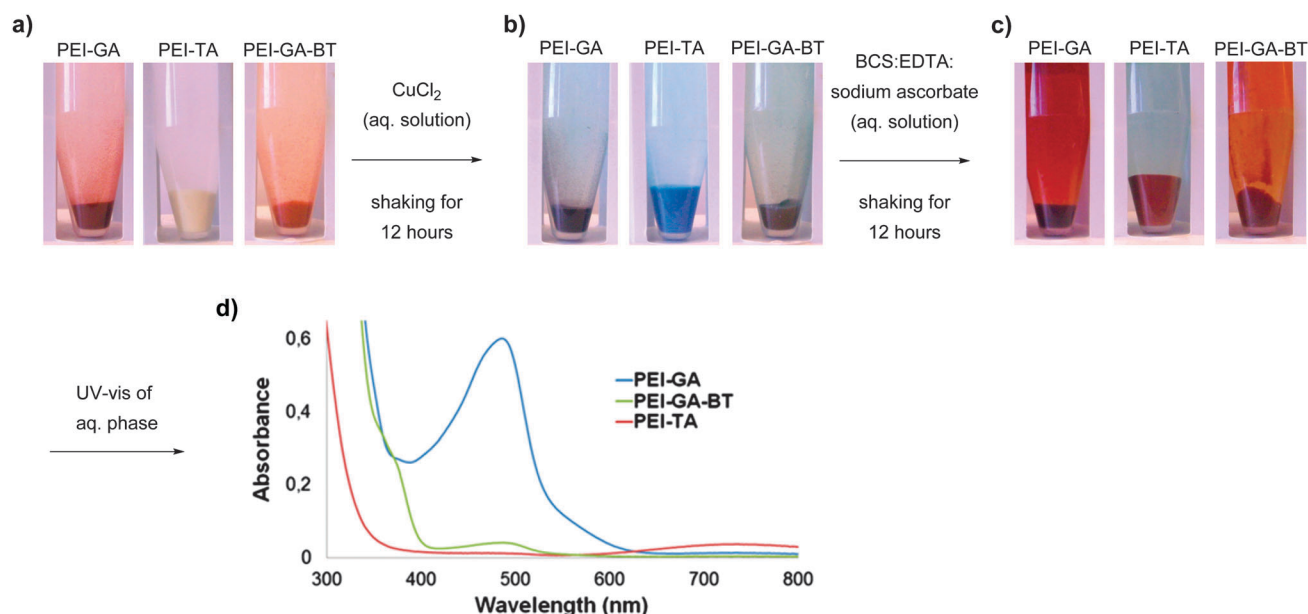 a)
PEI-GA PEI-TA PEI-GA-BT
CuCl₂
(aq. solution)
shaking for
12 hours
b)
PEI-GA PEI-TA PEI-GA-BT
BCS:EDTA:
sodium ascorbate
(aq. solution)
shaking for
12 hours
c)
PEI-GA PEI-TA PEI-GA-BT
UV-vis of
aq. phase
d)
Absorbance
0,6
0,4
0,2
0
PEI-GA
PEI-GA-BT
PEI-TA
300 400 500 600 700 800
Wavelength (nm)